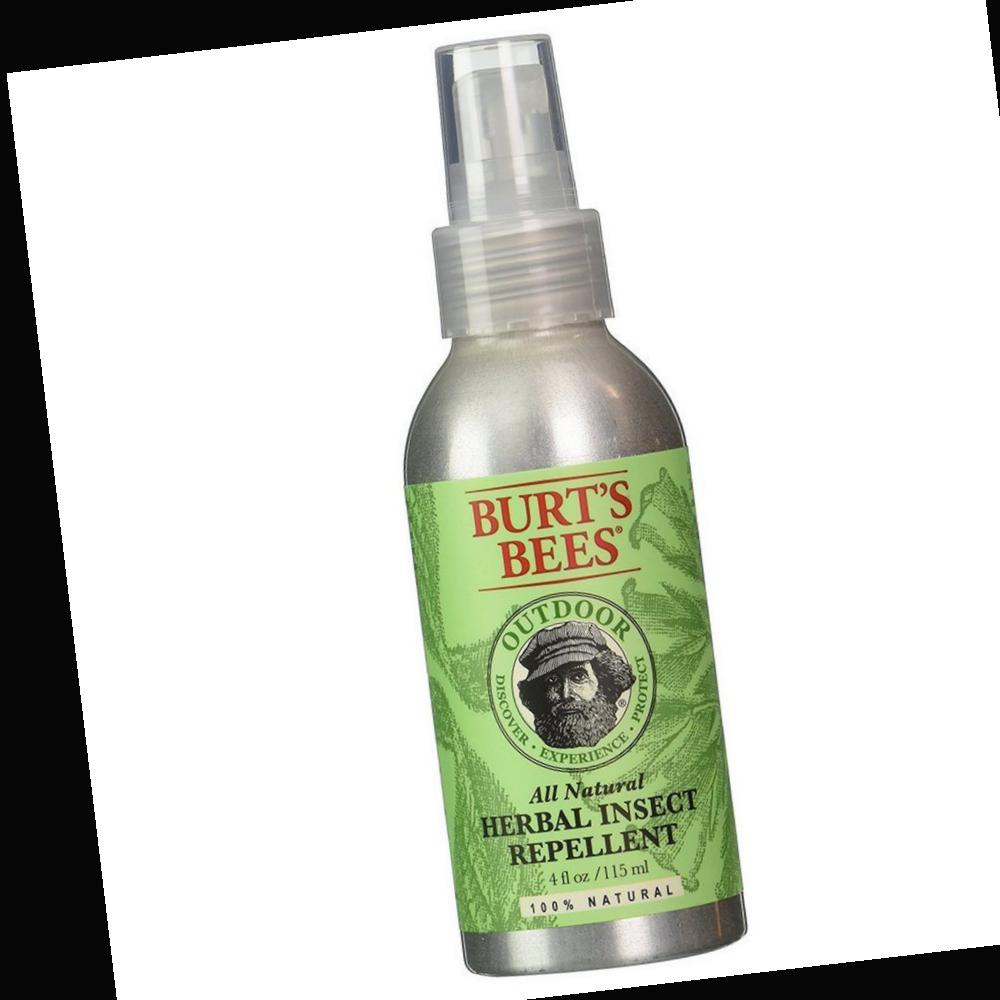 BURT'S
BEES®
OUTDOOR
DISCOVER · EXPERIENCE · PROTECT
®
All Natural
HERBAL INSECT
REPELLENT
4 fl oz / 115 ml
100% NATURAL